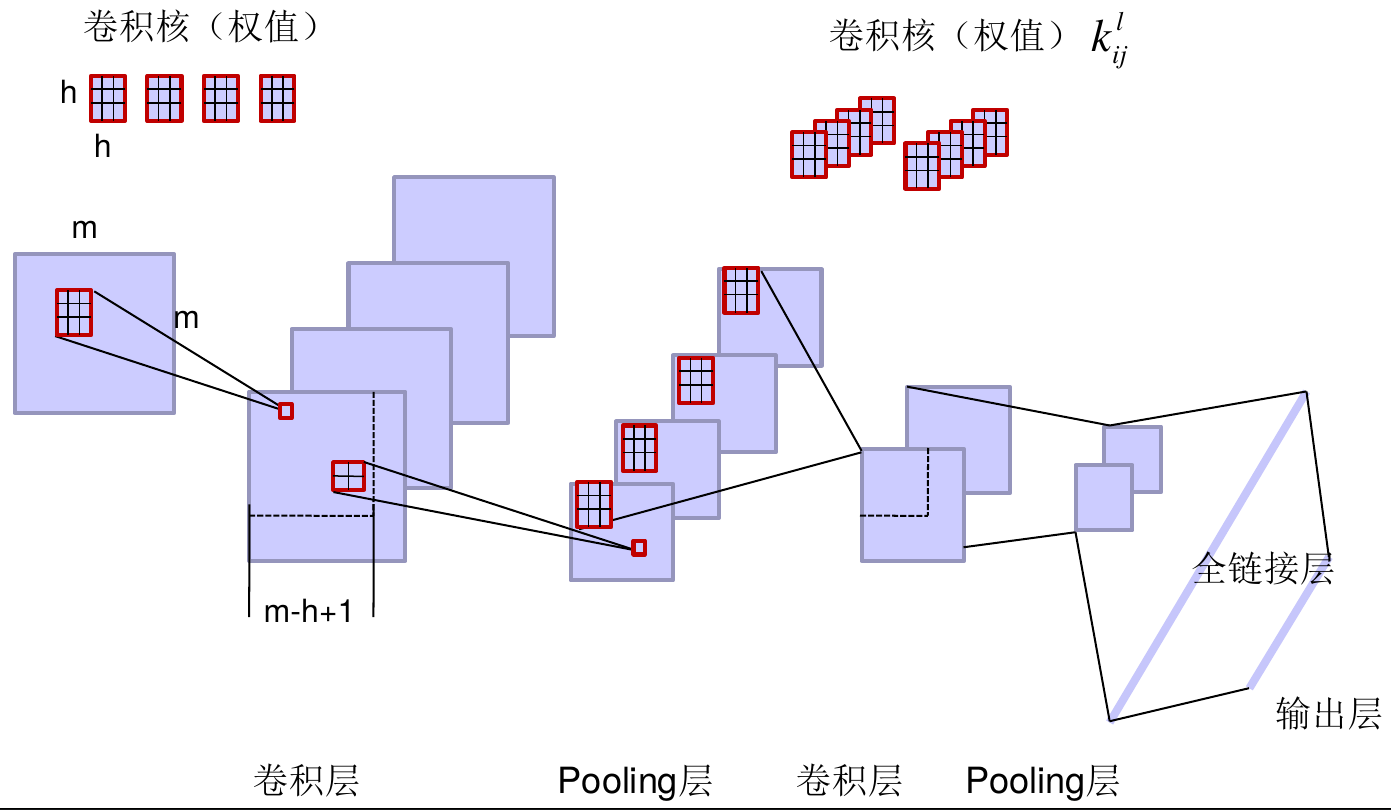 卷积核（权值）
卷积核（权值） k_{ij}^{l}
h
h
m
m
m-h+1
全链接层
输出层
卷积层
Pooling层
卷积层
Pooling层